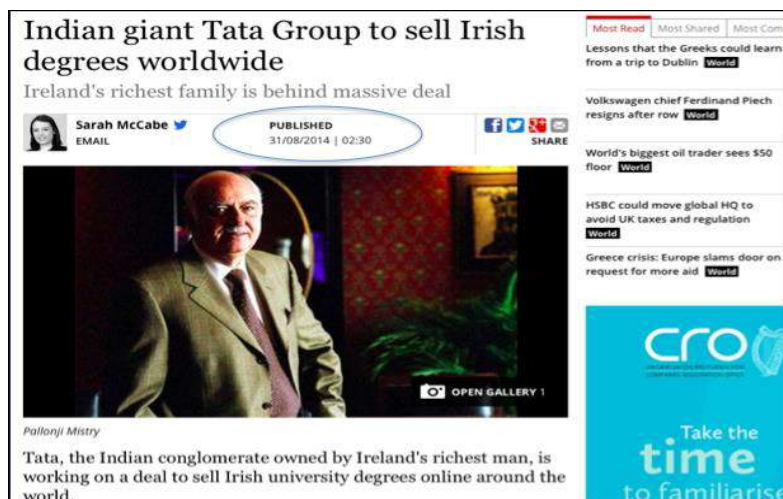 Indian giant Tata Group to sell Irish
degrees worldwide
Ireland's richest family is behind massive deal
Sarah McCabe
EMAIL
PUBLISHED
31/08/2014 | 02:30
SHARE
OPEN GALLERY 1
Pallonji Mistry
Tata, the Indian conglomerate owned by Ireland's richest man, is
working on a deal to sell Irish university degrees online around the
world.
Most Read
Most Shared
Most Com
Lessons that the Greeks could learn
from a trip to Dublin World
Volkswagen chief Ferdinand Piech
resigns after row World
World's biggest oil trader sees $50
floor World
HSBC could move global HQ to
avoid UK taxes and regulation
World
Greece crisis: Europe slams door on
request for more aid World
cro
Take the
time
to familiaris